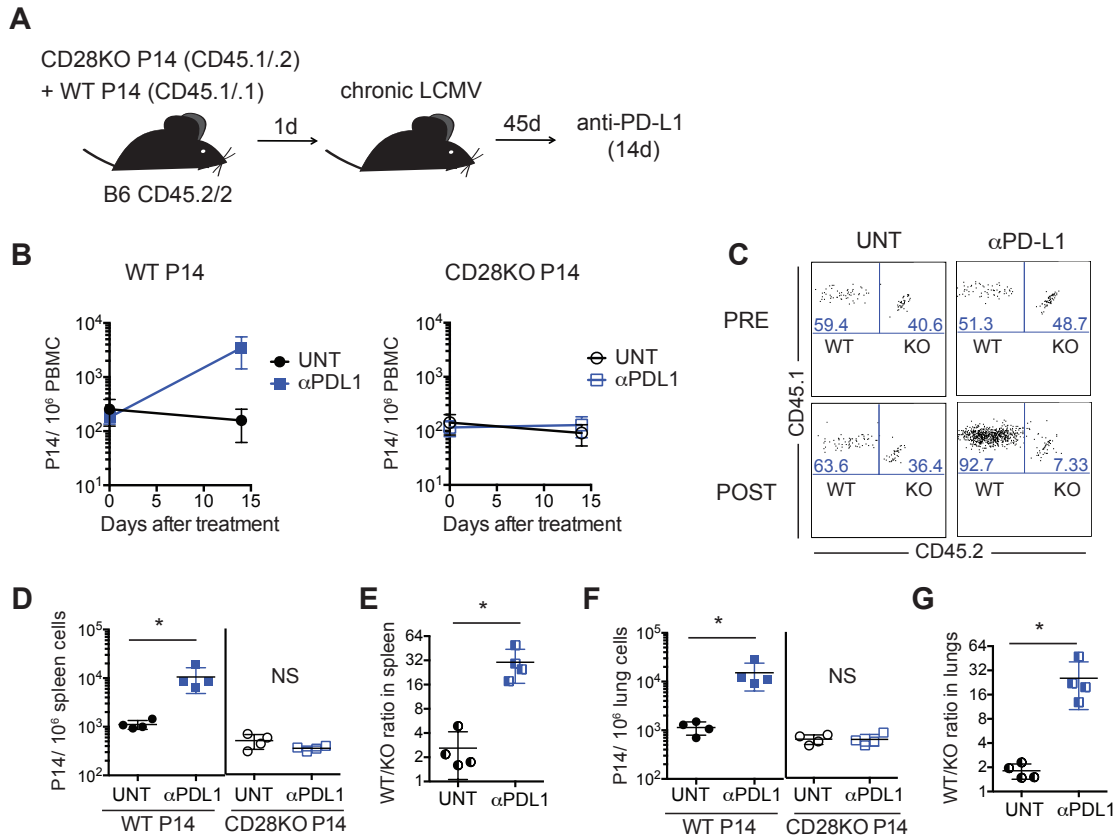 A
CD28KO P14 (CD45.1/.2)
+ WT P14 (CD45.1/.1)
B6 CD45.2/2
1d
chronic LCMV
45d
anti-PD-L1
(14d)
B
WT P14
P14/ 10⁶ PBMC
10⁴
10³
10²
10¹
0 5 10 15
Days after treatment
UNT
αPDL1
CD28KO P14
P14/ 10⁶ PBMC
10⁴
10³
10²
10¹
0 5 10 15
Days after treatment
UNT
αPDL1
C
UNT αPD-L1
PRE
59.4 40.6
WT KO
51.3 48.7
WT KO
POST
63.6 36.4
WT KO
92.7 7.33
WT KO
CD45.1
CD45.2
D
P14/ 10⁶ spleen cells
10⁵
10⁴
10³
10²
*
NS
UNT αPDL1 UNT αPDL1
WT P14 CD28KO P14
E
WT/KO ratio in spleen
64
32
16
8
4
2
1
*
UNT αPDL1
F
P14/ 10⁶ lung cells
10⁵
10⁴
10³
10²
*
NS
UNT αPDL1 UNT αPDL1
WT P14 CD28KO P14
G
WT/KO ratio in lungs
64
32
16
8
4
2
1
*
UNT αPDL1